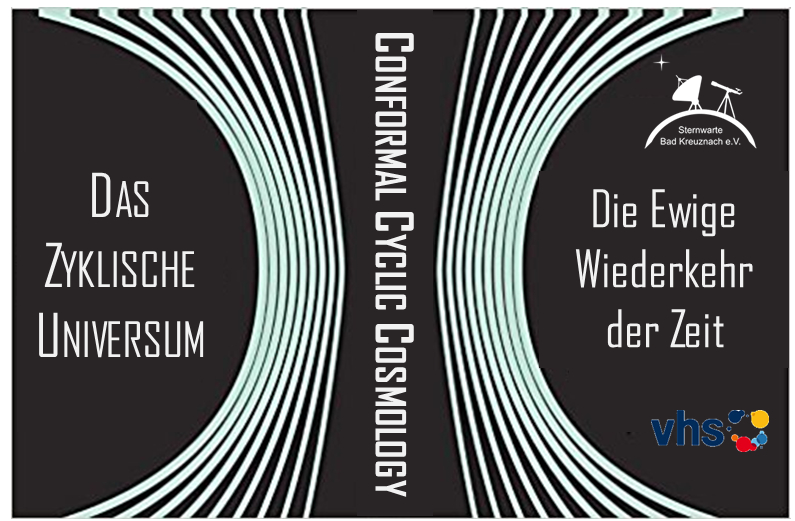 Das
Zyklische
Universum
Conformal Cyclic Cosmology
Sternwarte
Bad Kreuznach e.V.
Die Ewige
Wiederkehr
der Zeit
vhs